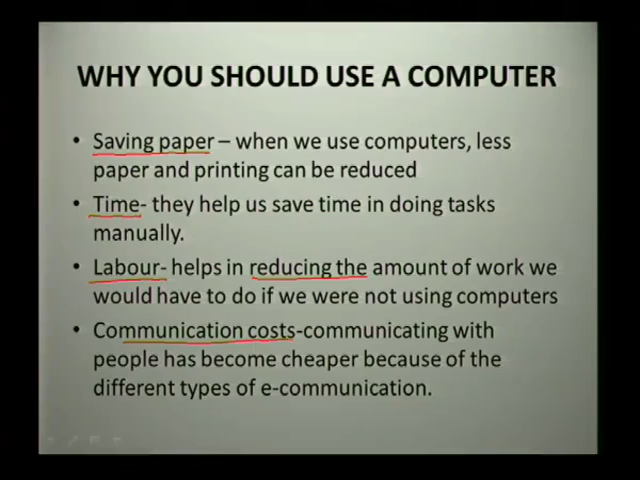 WHY YOU SHOULD USE A COMPUTER
• Saving paper – when we use computers, less
paper and printing can be reduced
• Time- they help us save time in doing tasks
manually.
• Labour- helps in reducing the amount of work we
would have to do if we were not using computers
• Communication costs-communicating with
people has become cheaper because of the
different types of e-communication.